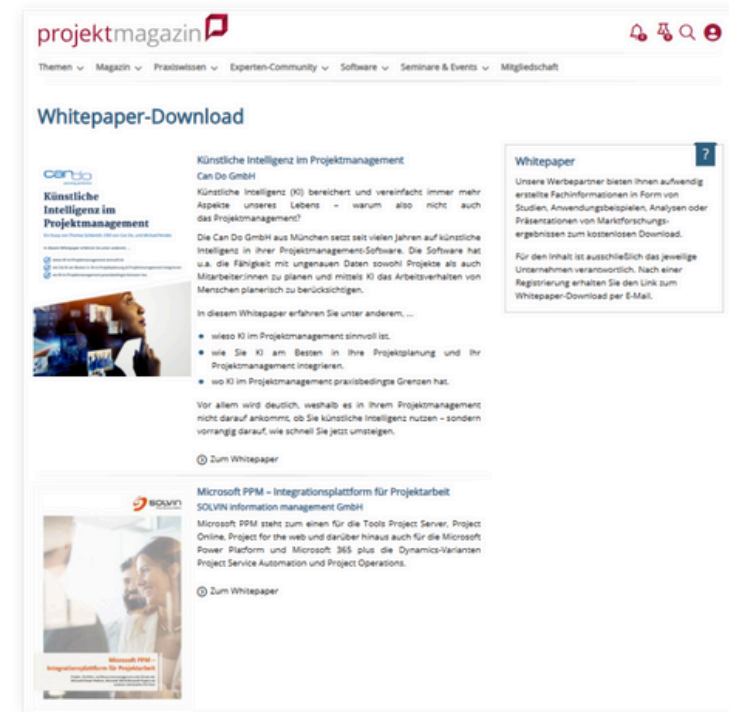 projektmagazin
Themen Magazin Praxiswissen Experten-Community Software Seminare & Events Mitgliedschaft
Whitepaper-Download
can do
Künstliche
Intelligenz im
Projektmanagement
Künstliche Intelligenz im Projektmanagement
Can Do GmbH
Künstliche Intelligenz (KI) bereichert und vereinfacht immer mehr
Aspekte unseres Lebens – warum also nicht auch
das Projektmanagement?
Die Can Do GmbH aus München setzt seit vielen Jahren auf künstliche
Intelligenz in ihrer Projektmanagement-Software. Die Software hat
u.a. die Fähigkeit mit ungenauen Daten sowohl Projekte als auch
Mitarbeiter:innen zu planen und mittels KI das Arbeitsverhalten von
Menschen planerisch zu berücksichtigen.
In diesem Whitepaper erfahren Sie unter anderem, ...
wieso KI im Projektmanagement sinnvoll ist.
wie Sie KI am Besten in Ihre Projektplanung und Ihr
Projektmanagement integrieren.
wo KI im Projektmanagement praxisbedingte Grenzen hat.
Vor allem wird deutlich, weshalb es in Ihrem Projektmanagement
nicht darauf ankommt, ob Sie künstliche Intelligenz nutzen – sondern
vorrangig darauf, wie schnell Sie jetzt umsteigen.
Zum Whitepaper
Whitepaper
?
Unsere Werbepartner bieten Ihnen aufwendig
erstellte Fachinformationen in Form von
Studien, Anwendungsbeispielen, Analysen oder
Präsentationen von Marktforschungs-
ergebnissen zum kostenlosen Download.
Für den Inhalt ist ausschließlich das jeweilige
Unternehmen verantwortlich. Nach einer
Registrierung erhalten Sie den Link zum
Whitepaper-Download per E-Mail.
SOLVIN
Microsoft PPM –
Integrationsplattform für Projektarbeit
Microsoft PPM – Integrationsplattform für Projektarbeit
SOLVIN information management GmbH
Microsoft PPM steht zum einen für die Tools Project Server, Project
Online, Project for the web und darüber hinaus auch für die Microsoft
Power Platform und Microsoft 365 plus die Dynamics-Varianten
Project Service Automation und Project Operations.
Zum Whitepaper